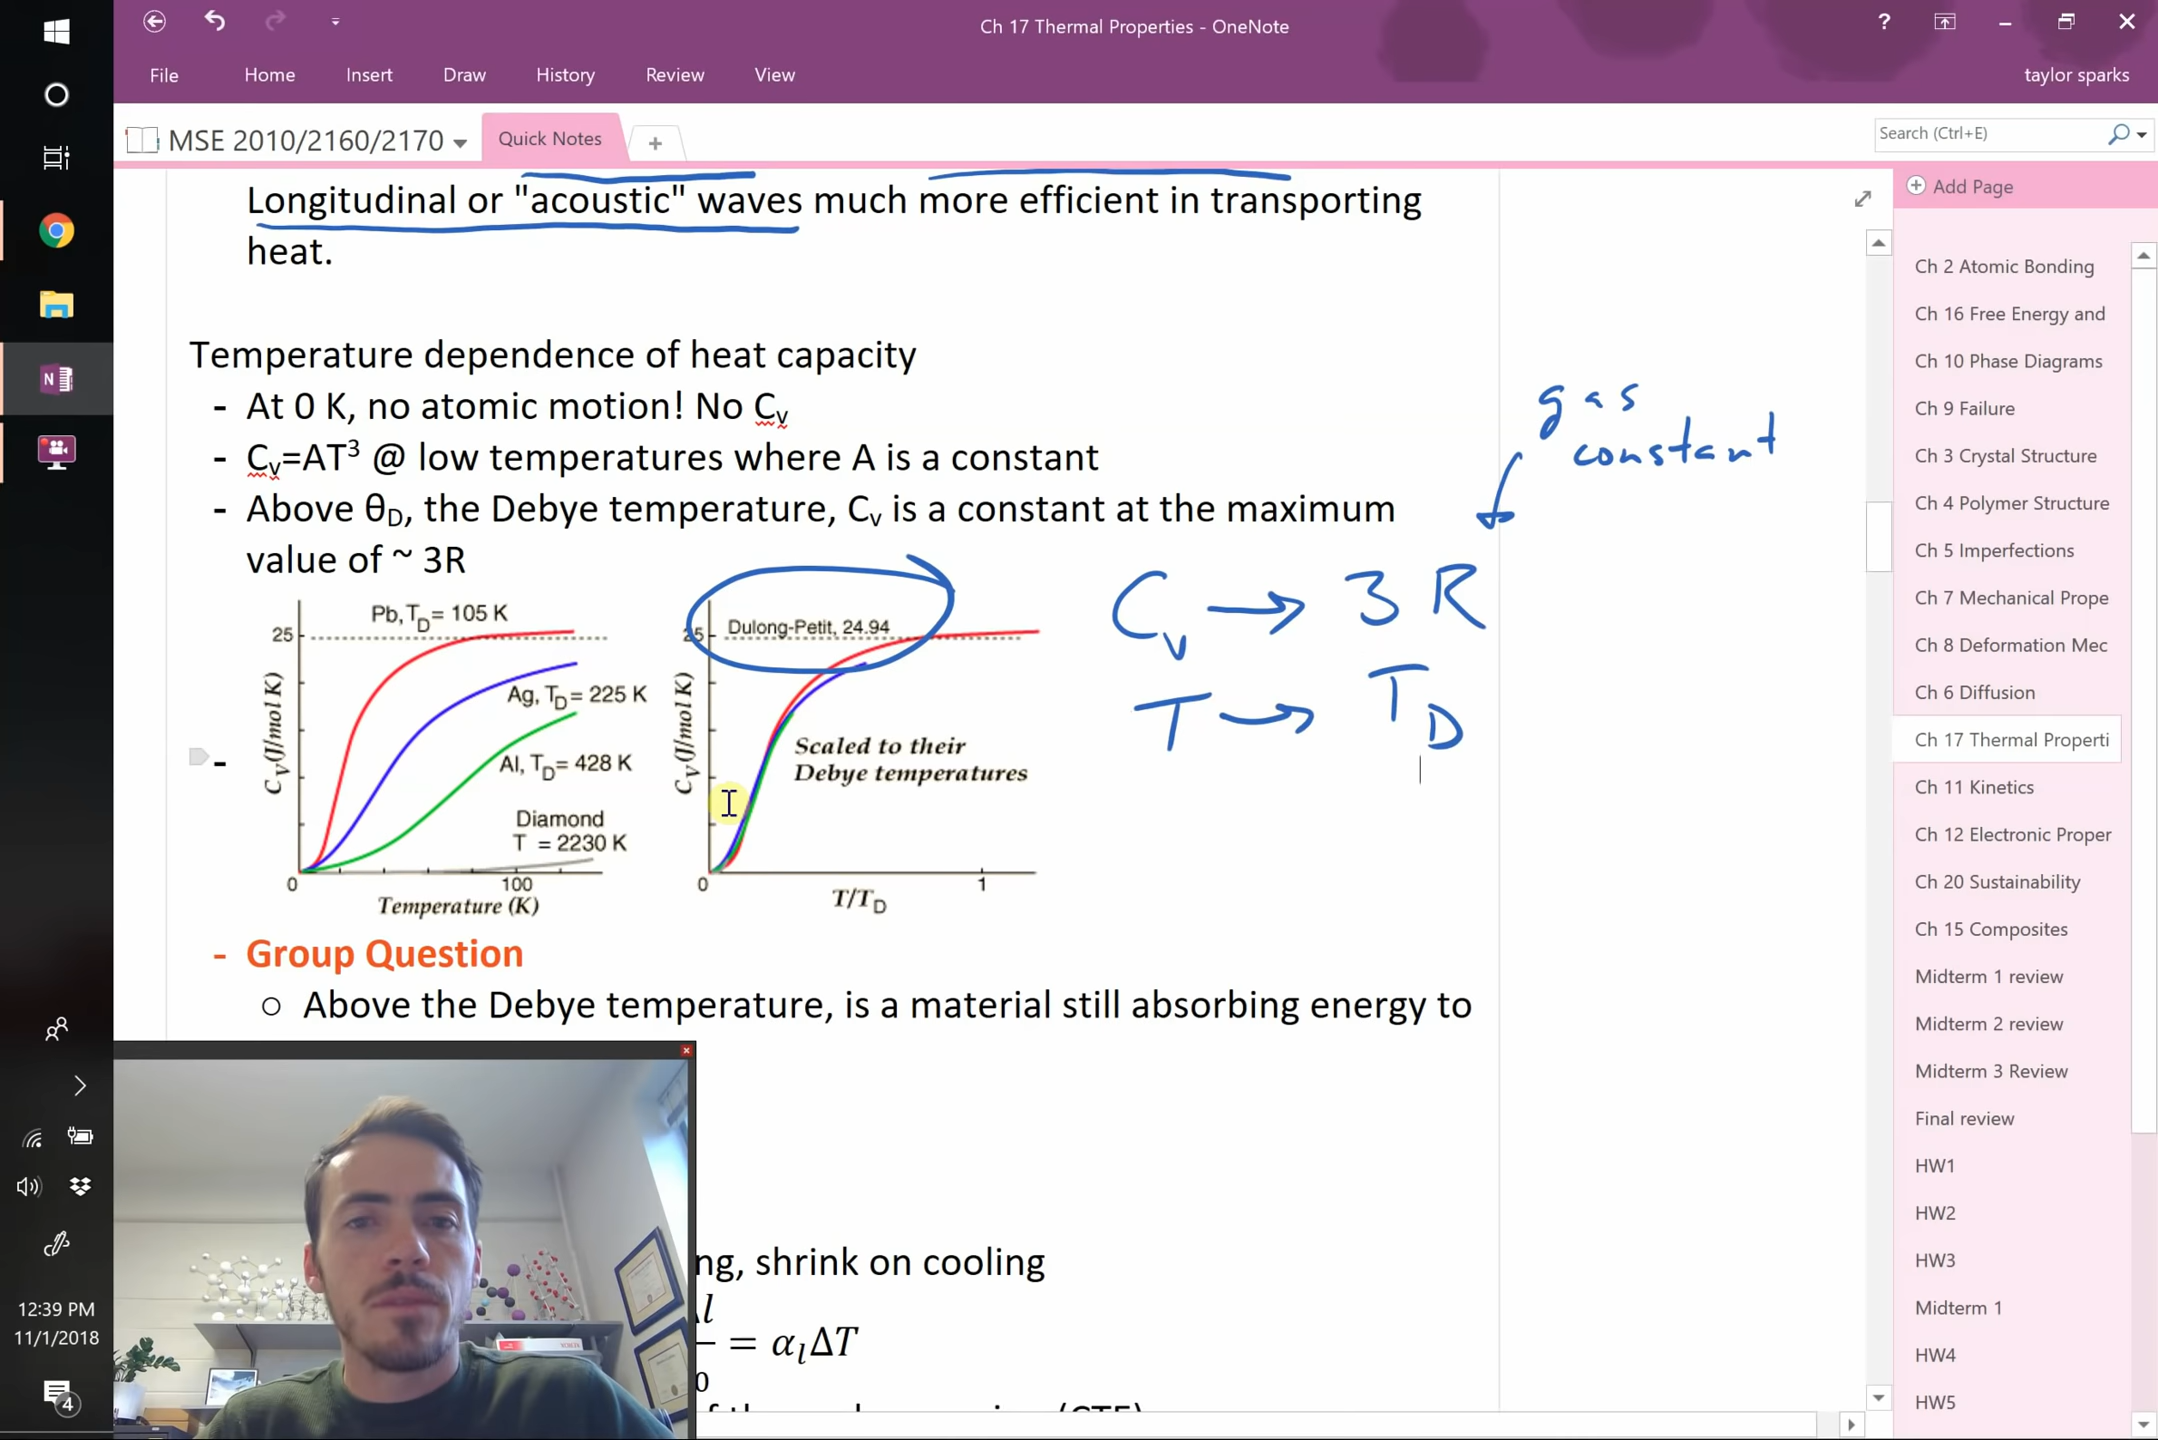 Ch 17 Thermal Properties - OneNote
?
File Home Insert Draw History Review View
taylor sparks
MSE 2010/2160/2170
Quick Notes
+
Search (Ctrl+E)
Longitudinal or "acoustic" waves much more efficient in transporting
heat.
Temperature dependence of heat capacity
- At 0 K, no atomic motion! No Cv
- Cv=AT³ @ low temperatures where A is a constant
- Above θD, the Debye temperature, Cv is a constant at the maximum
value of ~ 3R
gas
constant
Cv → 3 R
T → TD
Pb, TD= 105 K
25
Ag, TD= 225 K
Al, TD= 428 K
Diamond
T = 2230 K
CV(J/mol K)
0
100
Temperature (K)
25
Dulong-Petit, 24.94
CV(J/mol K)
Scaled to their
Debye temperatures
0
1
T/TD
-
- Group Question
○ Above the Debye temperature, is a material still absorbing energy to
ng, shrink on cooling
= αlΔT
0
Add Page
Ch 2 Atomic Bonding
Ch 16 Free Energy and
Ch 10 Phase Diagrams
Ch 9 Failure
Ch 3 Crystal Structure
Ch 4 Polymer Structure
Ch 5 Imperfections
Ch 7 Mechanical Prope
Ch 8 Deformation Mec
Ch 6 Diffusion
Ch 17 Thermal Properti
Ch 11 Kinetics
Ch 12 Electronic Proper
Ch 20 Sustainability
Ch 15 Composites
Midterm 1 review
Midterm 2 review
Midterm 3 Review
Final review
HW1
HW2
HW3
Midterm 1
HW4
HW5
12:39 PM
11/1/2018
4